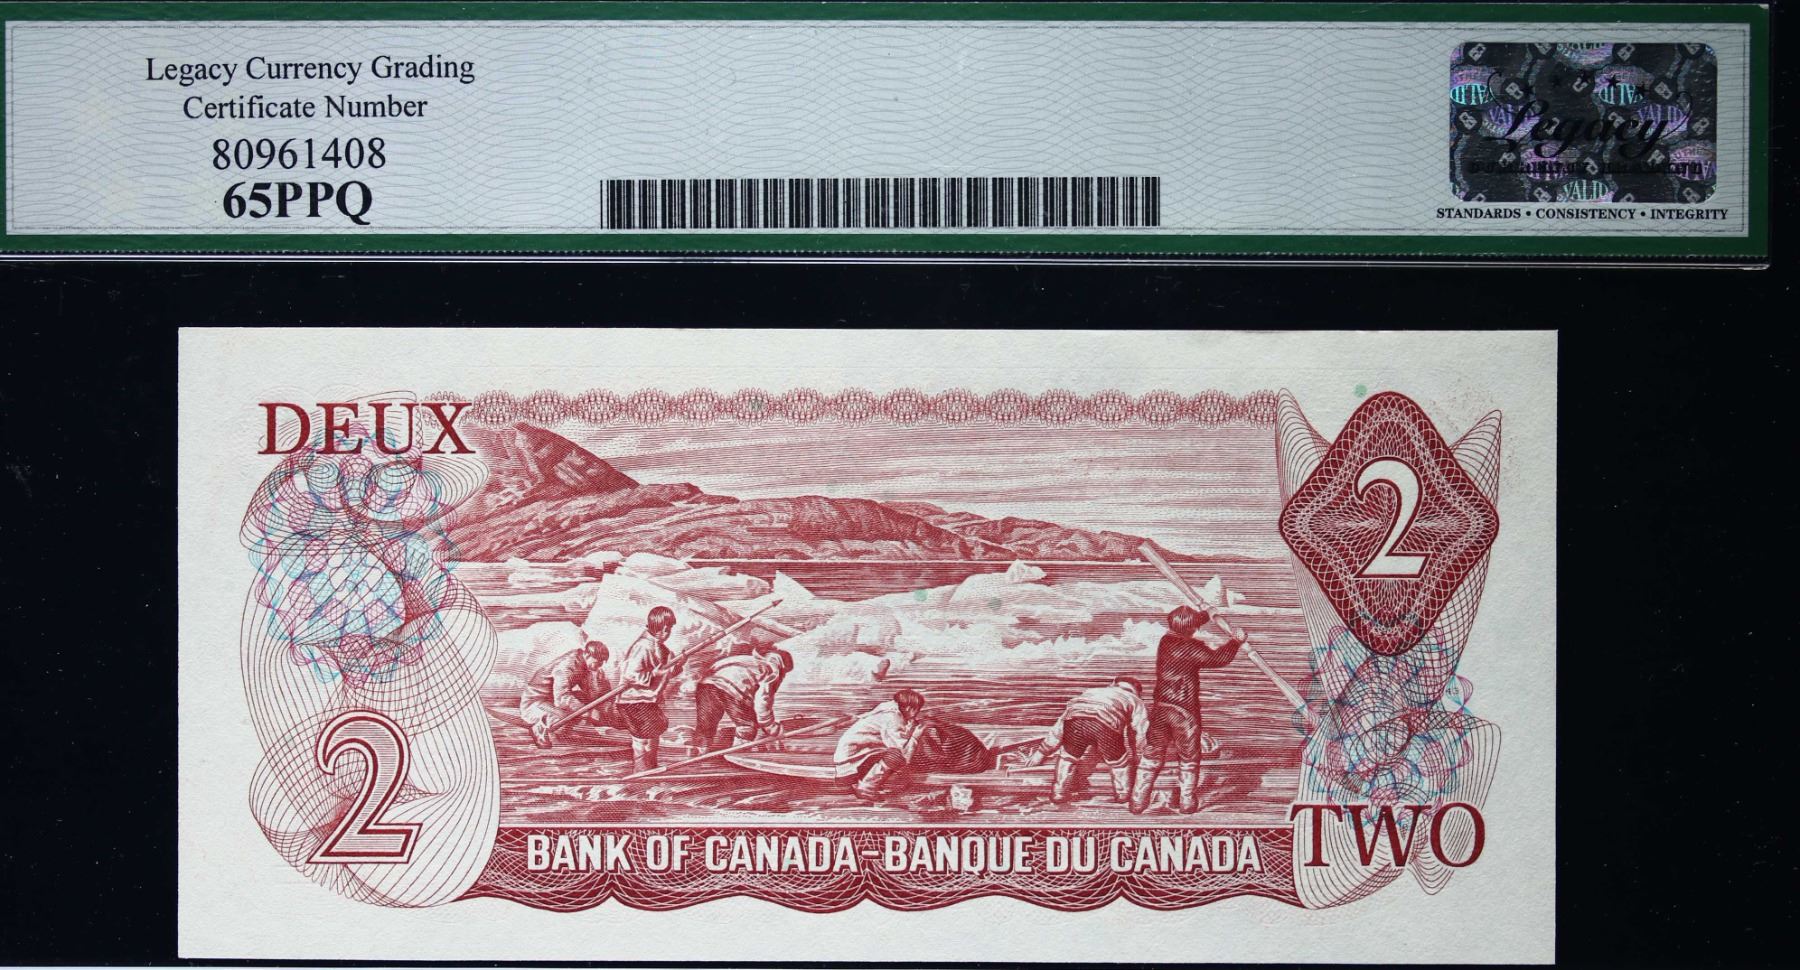 Legacy Currency Grading
Certificate Number
80961408
65PPQ
Legacy
VALID
STANDARDS • CONSISTENCY • INTEGRITY
DEUX
2
2
BANK OF CANADA-BANQUE DU CANADA
TWO